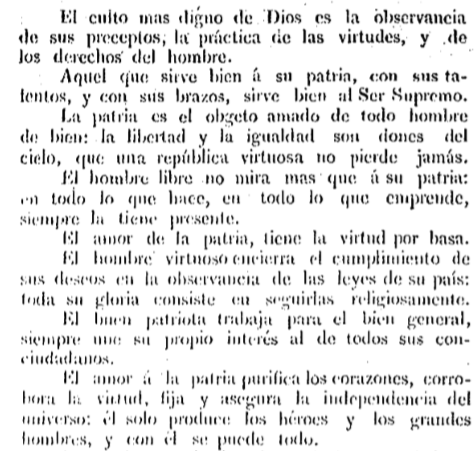 El culto mas digno de Dios es la observancia
de sus preceptos, la práctica de las virtudes, y de
los derechos del hombre.
Aquel que sirve bien á su patria, con sus ta-
lentos, y con sus brazos, sirve bien al Ser Supremo.
La patria es el obgeto amado de todo hombre
de bien: la libertad y la igualdad son dones del
cielo, que una república virtuosa no pierde jamás.
El hombre libre no mira mas que á su patria:
en todo lo que hace, en todo lo que emprende,
siempre la tiene presente.
El amor de la patria, tiene la virtud por basa.
El hombre virtuoso encierra el cumplimiento de
sus deseos en la observancia de las leyes de su país:
toda su gloria consiste en seguirlas religiosamente.
El buen patriota trabaja para el bien general,
siempre une su propio interés al de todos sus con-
ciudadanos.
El amor á la patria purifica los corazones, corro-
bora la virtud, fija y asegura la independencia del
universo: él solo produce los héroes y los grandes
hombres, y con él se puede todo.